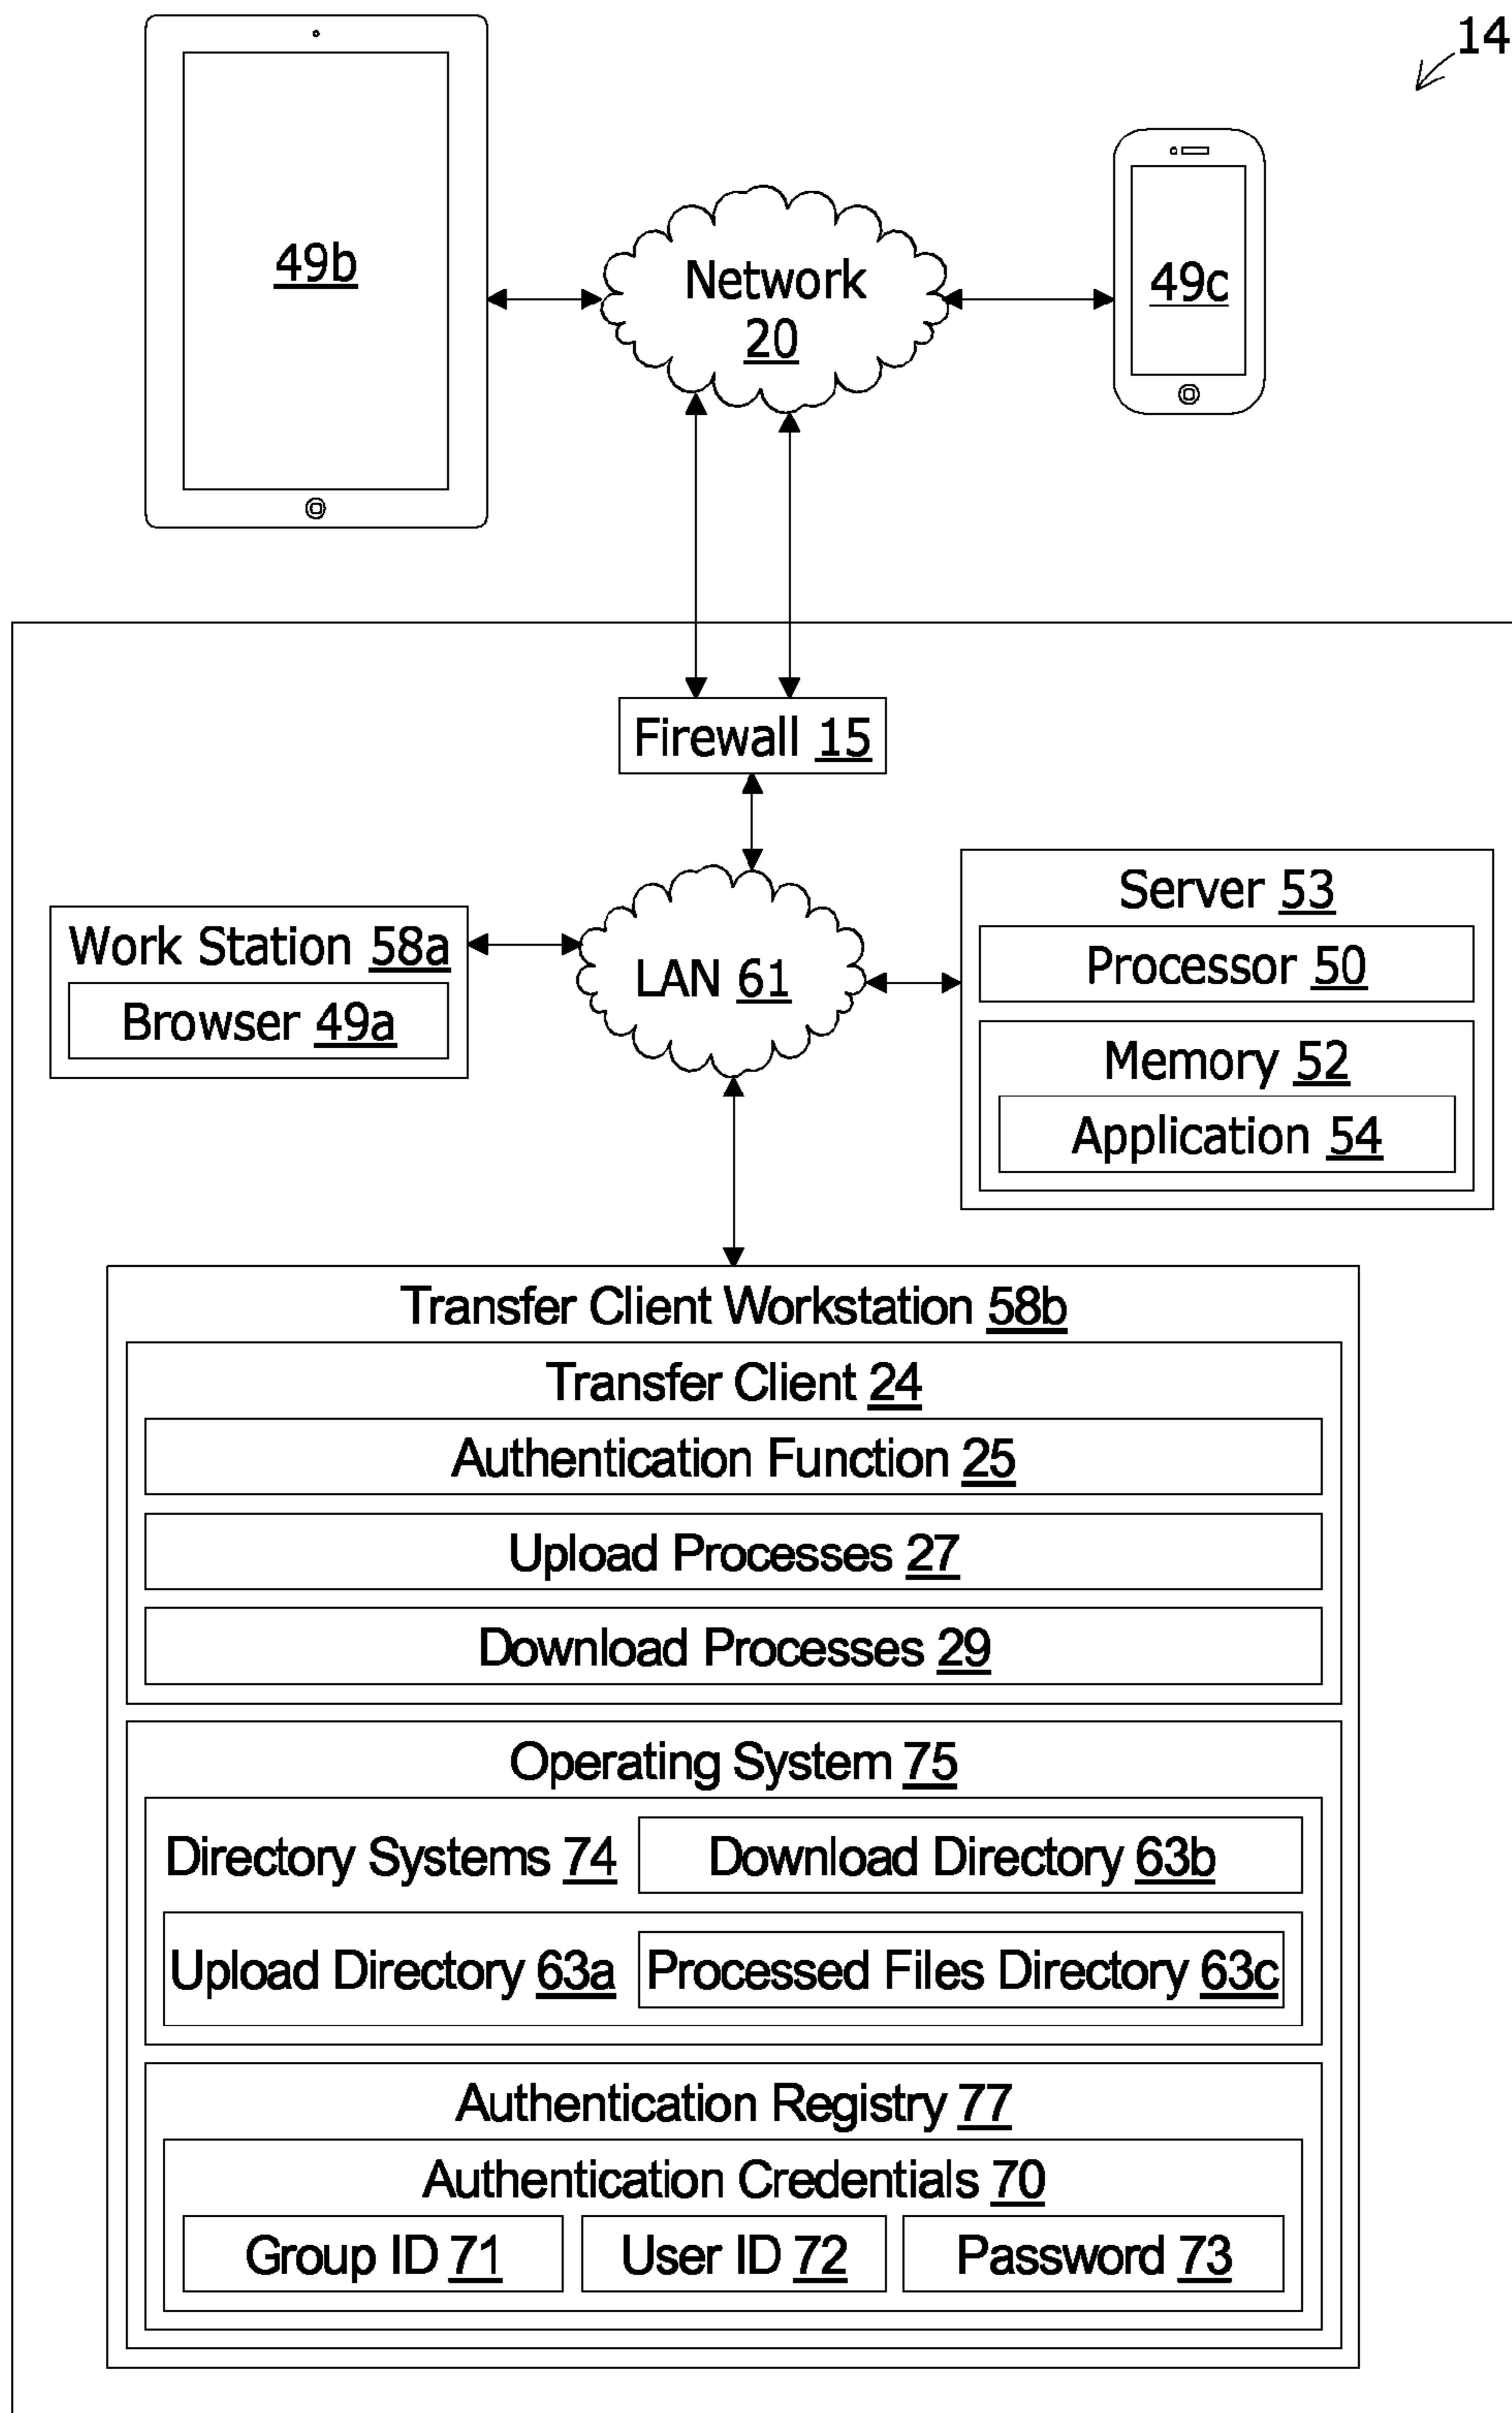 14
49b
Network
20
49c
Firewall 15
Work Station 58a
Browser 49a
LAN 61
Server 53
Processor 50
Memory 52
Application 54
Transfer Client Workstation 58b
Transfer Client 24
Authentication Function 25
Upload Processes 27
Download Processes 29
Operating System 75
Directory Systems 74
Download Directory 63b
Upload Directory 63a
Processed Files Directory 63c
Authentication Registry 77
Authentication Credentials 70
Group ID 71
User ID 72
Password 73